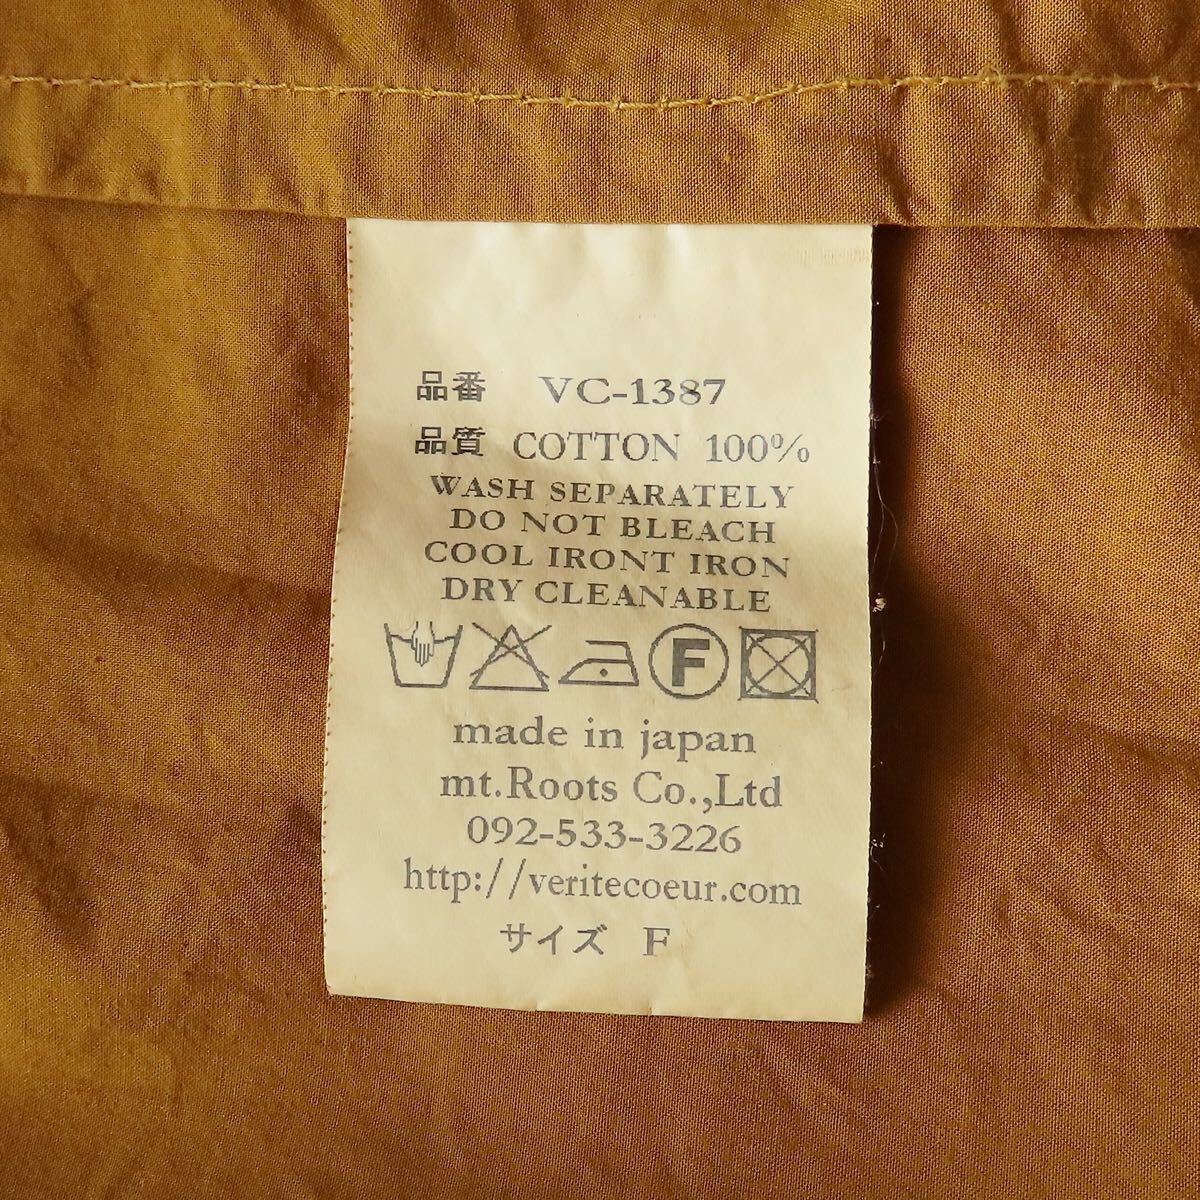 品番 VC-1387
品質 COTTON 100%
WASH SEPARATELY
DO NOT BLEACH
COOL IRONT IRON
DRY CLEANABLE
F
made in japan
mt.Roots Co.,Ltd
092-533-3226
http://veritecoeur.com
サイズ F